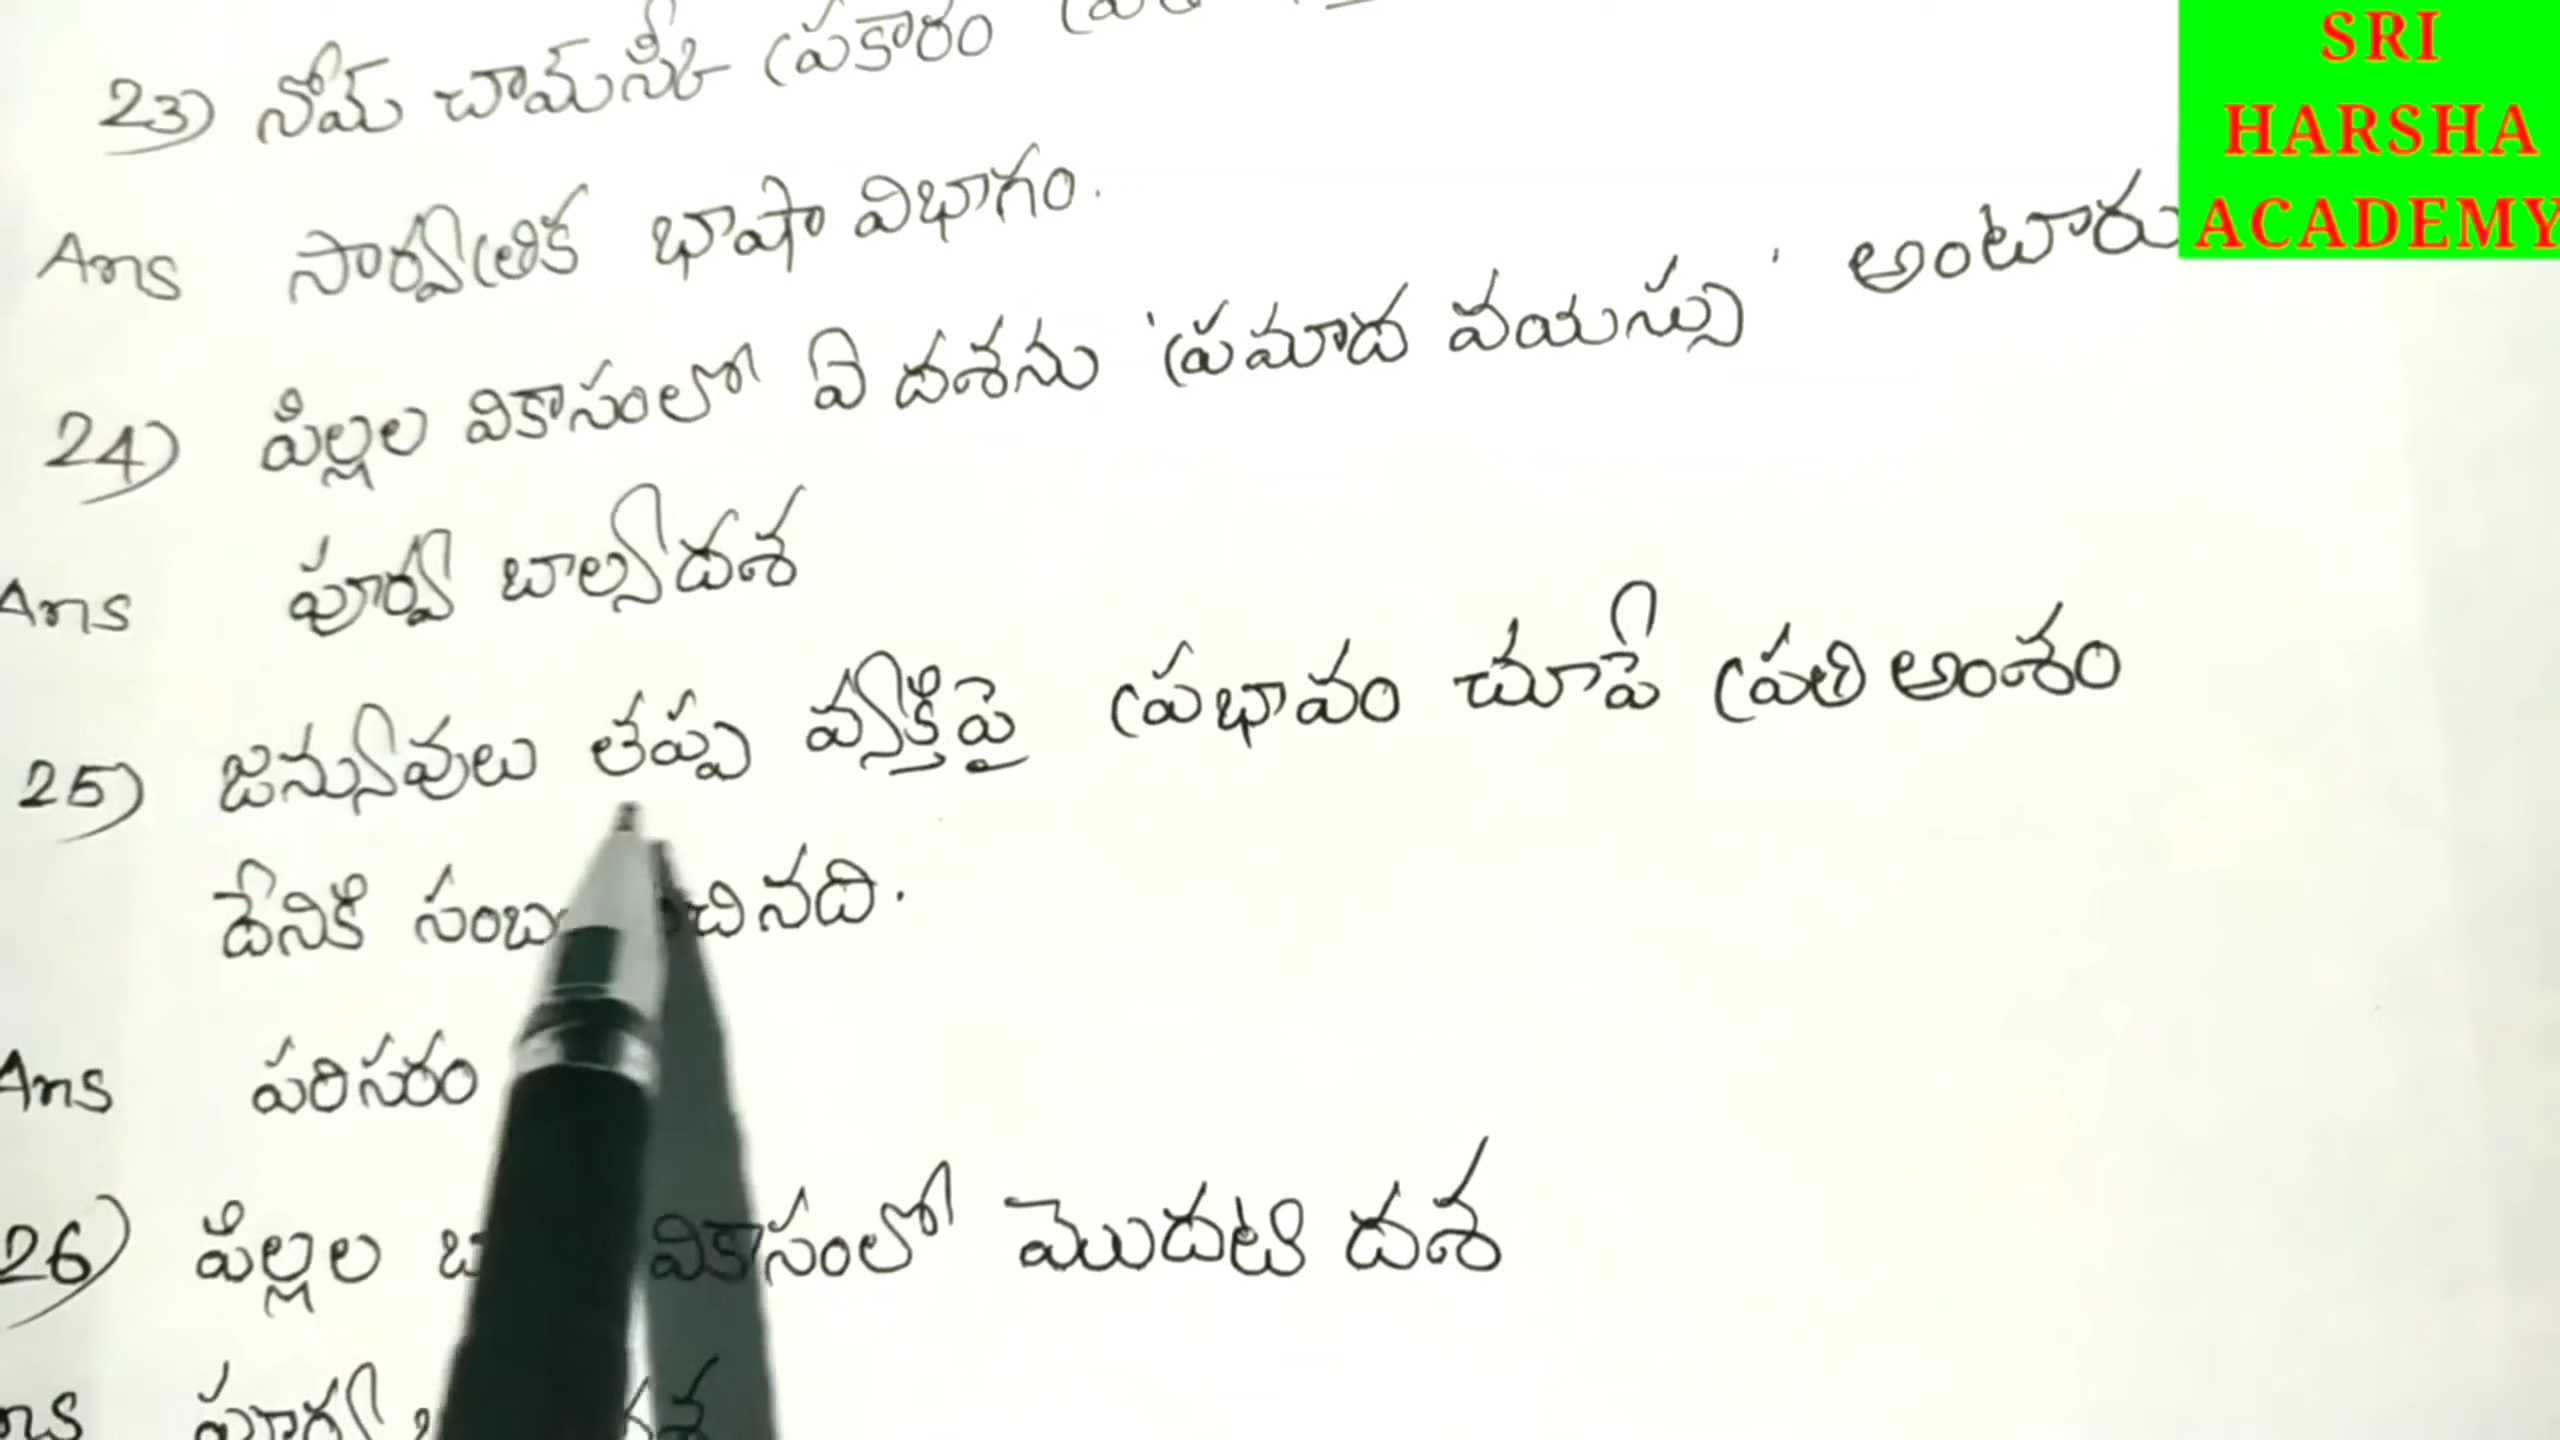 23) నోమ్ చామ్‌స్కీ ప్రకారం
Ans సార్వత్రిక భాషా విభాగం.
24) పిల్లల వికాసంలో ఏ దశను 'ప్రమాద వయస్సు' అంటారు
Ans పూర్వ బాల్యదశ
25) జన్యువులు తప్ప వ్యక్తిపై ప్రభావం చూపే ప్రతి అంశం
దేనికి చినది.
Ans పరిసరం
26) పిల్లల వికాసంలో మొదటి దశ
SRI
HARSHA
ACADEMY